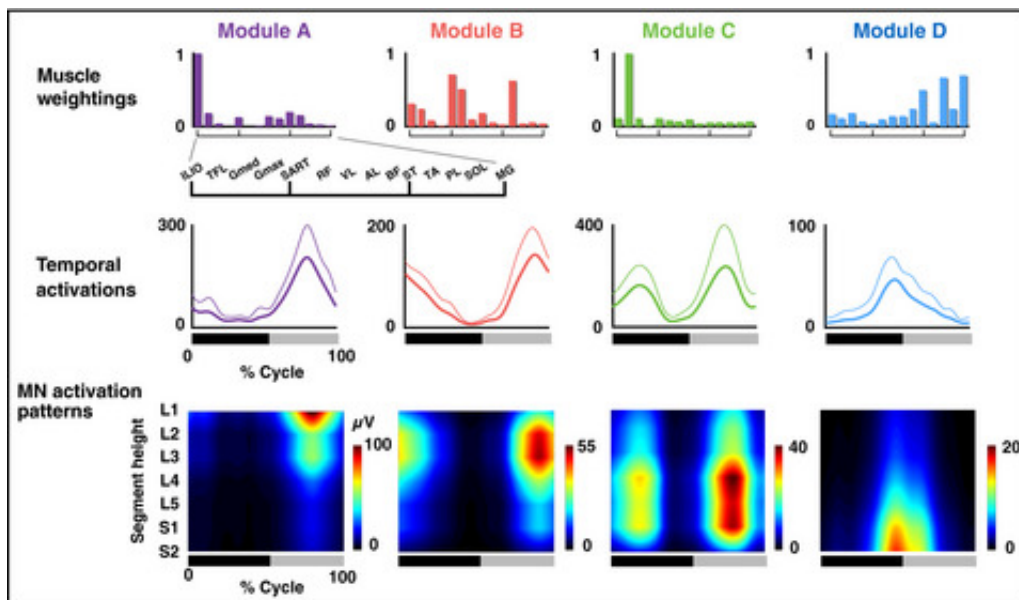 Module A Module B Module C Module D
Muscle
weightings
1 1 1 1
0 0 0 0
ILIO TFL Gmed Gmax SART RF VL AL BF ST TA PL SOL MG
300 200 400 100
Temporal
activations
0 0 0 0
0 100
% Cycle
MN activation
patterns
Segment height
L1
L2
L3
L4
L5
S1
S2
µV
100 55 40 20
0 0 0 0
0 100
% Cycle